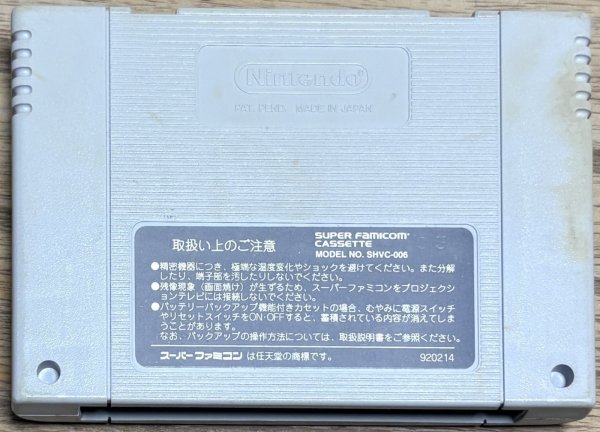 Nintendo®
PAT. PEND. MADE IN JAPAN
取扱い上のご注意
SUPER FAMICOM
CASSETTE
MODEL NO. SHVC-006
●精密機器につき、極端な温度変化やショックを避けてください。また分解
したり、端子部を汚したりしないでください。
●残像現象（画面焼け）が生ずるため、スーパーファミコンをプロジェクシ
ョンテレビには接続しないでください。
●バッテリーバックアップ機能付きカセットの場合、むやみに電源スイッチ
やリセットスイッチをON・OFFすると、蓄積されている内容が消えてしま
うことがあります。
なお、バックアップの操作方法については、取扱説明書をご参照ください。
スーパーファミコン は任天堂の商標です。
920214